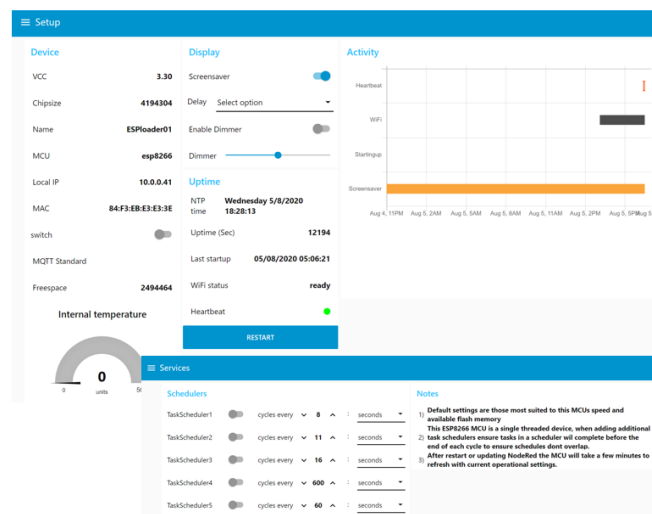 Setup
Device
VCC 3.30
Chipsize 4194304
Name ESPloader01
MCU esp8266
Local IP 10.0.0.41
MAC 84:F3:EB:E3:E3:3E
switch
MQTT Standard
Freespace 2494464
Internal temperature
0
units
0
Display
Screensaver
Delay Select option
Enable Dimmer
Dimmer
Uptime
NTP time Wednesday 5/8/2020 18:28:13
Uptime (Sec) 12194
Last startup 05/08/2020 05:06:21
WiFi status ready
Heartbeat
RESTART
Activity
Heartbeat
WiFi
Startingup
Screensaver
Aug 4, 11PM Aug 5, 2AM Aug 5, 5AM Aug 5, 8AM Aug 5, 11AM Aug 5, 2PM Aug 5, 5PM
Services
Schedulers
TaskScheduler1 cycles every 8 : seconds
TaskScheduler2 cycles every 11 : seconds
TaskScheduler3 cycles every 16 : seconds
TaskScheduler4 cycles every 600 : seconds
TaskScheduler5 cycles every 60 : seconds
Notes
1) Default settings are those most suited to this MCUs speed and
available flash memory
This ESP8266 MCU is a single threaded device, when adding additional
2) task schedulers ensure tasks in a scheduler wil complete before the
end of each cycle to ensure schedules dont overlap.
3) After restart or updating NodeRed the MCU will take a few minutes to
refresh with current operational settings.